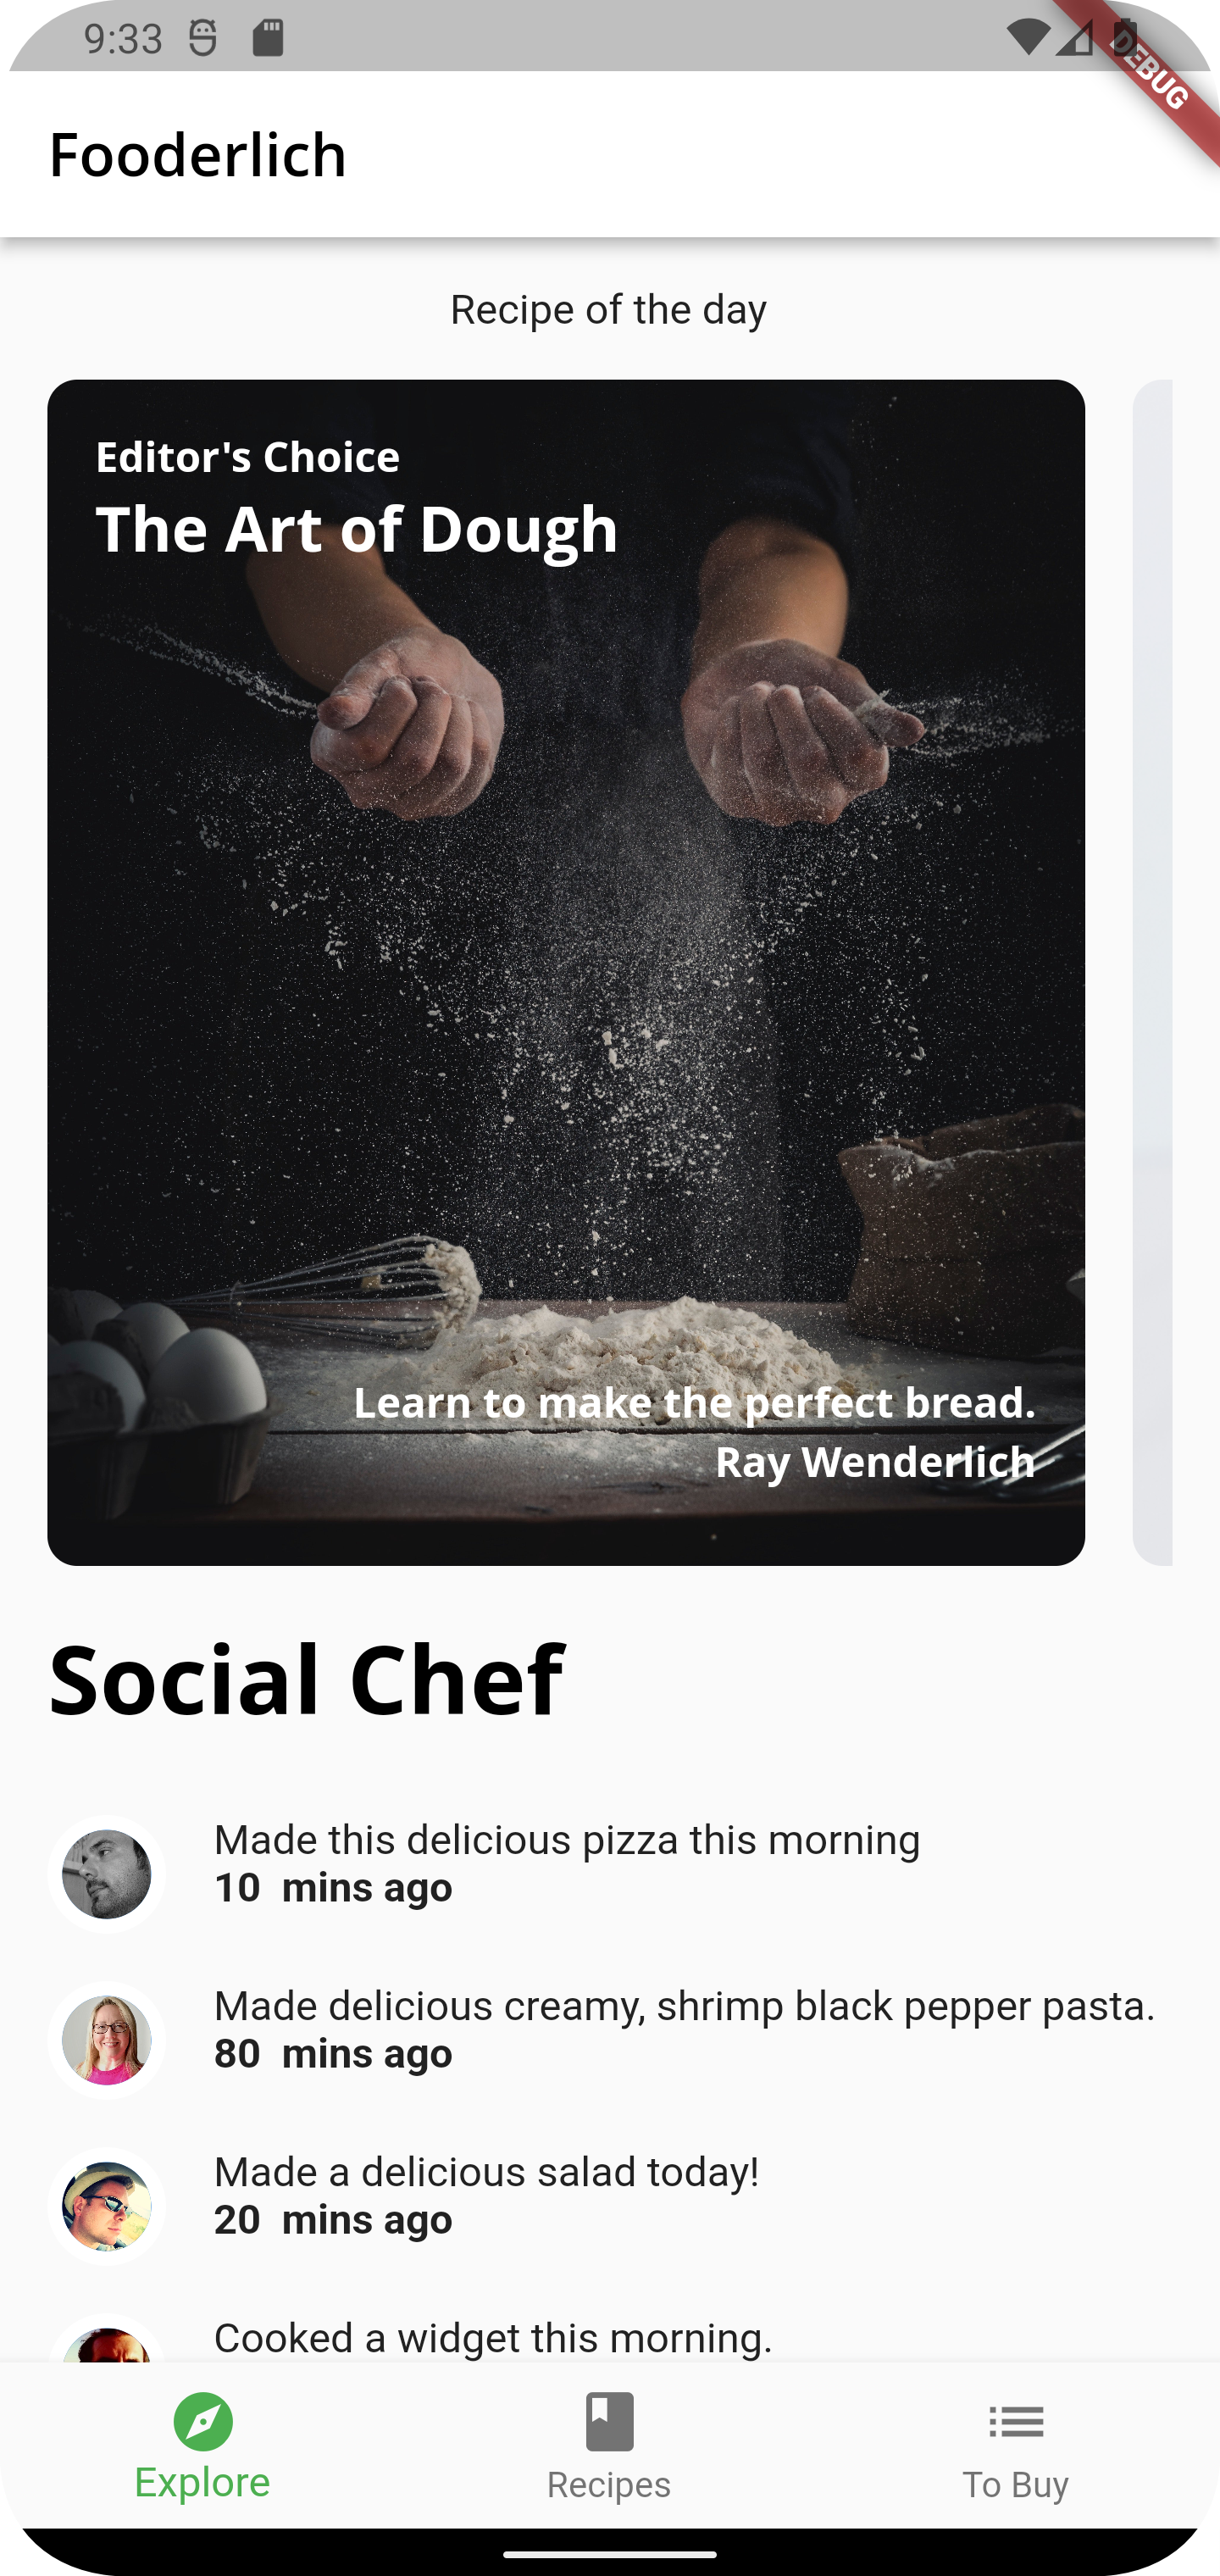 9:33
DEBUG
Fooderlich
Recipe of the day
Editor's Choice
The Art of Dough
Learn to make the perfect bread.
Ray Wenderlich
Social Chef
Made this delicious pizza this morning
10 mins ago
Made delicious creamy, shrimp black pepper pasta.
80 mins ago
Made a delicious salad today!
20 mins ago
Cooked a widget this morning.
Explore
Recipes
To Buy